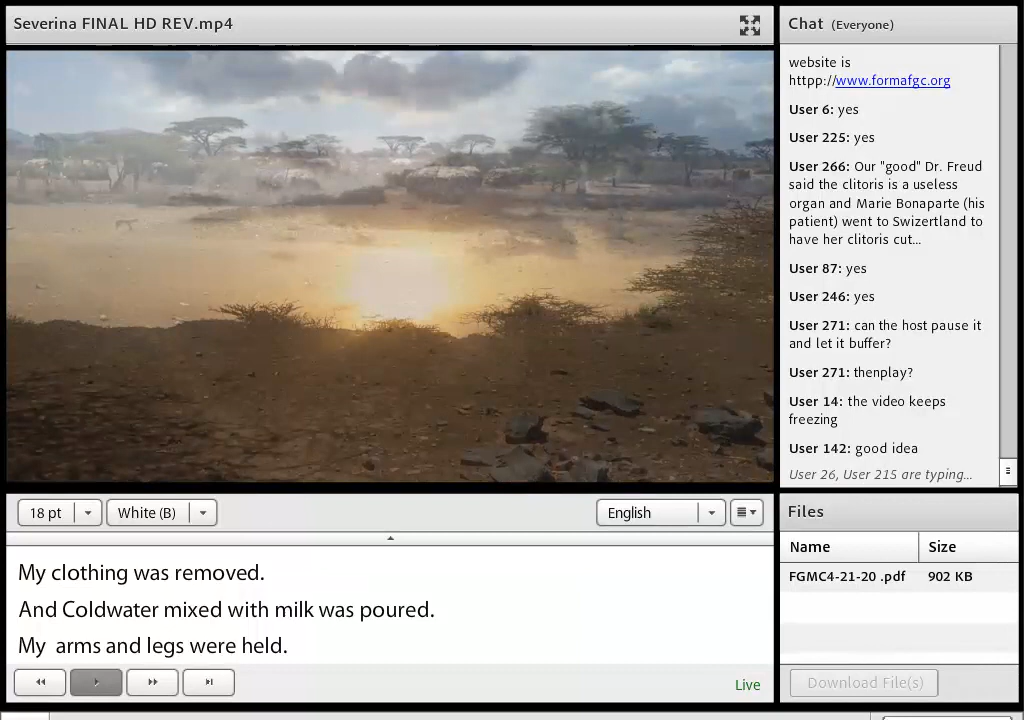 Severina FINAL HD REV.mp4
Chat (Everyone)
website is
httpp://www.formafgc.org
User 6: yes
User 225: yes
User 266: Our "good" Dr. Freud
said the clitoris is a useless
organ and Marie Bonaparte (his
patient) went to Swizertland to
have her clitoris cut...
User 87: yes
User 246: yes
User 271: can the host pause it
and let it buffer?
User 271: thenplay?
User 14: the video keeps
freezing
User 142: good idea
User 26, User 215 are typing...
18 pt
White (B)
English
My clothing was removed.
And Coldwater mixed with milk was poured.
My  arms and legs were held.
Live
Files
Name Size
FGMC4-21-20 .pdf 902 KB
Download File(s)